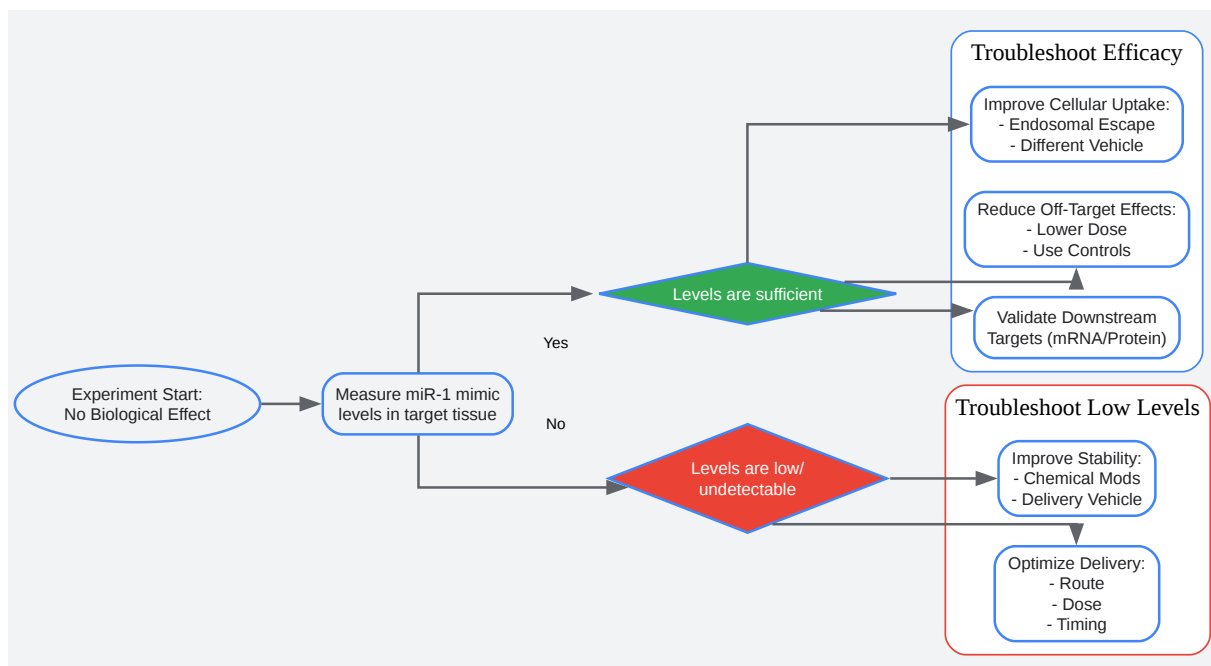 Experiment Start:
No Biological Effect
Measure miR-1 mimic
levels in target tissue
Yes
No
Levels are sufficient
Levels are low/
undetectable
Troubleshoot Efficacy
Improve Cellular Uptake:
- Endosomal Escape
- Different Vehicle
Reduce Off-Target Effects:
- Lower Dose
- Use Controls
Validate Downstream
Targets (mRNA/Protein)
Troubleshoot Low Levels
Improve Stability:
- Chemical Mods
- Delivery Vehicle
Optimize Delivery:
- Route
- Dose
- Timing